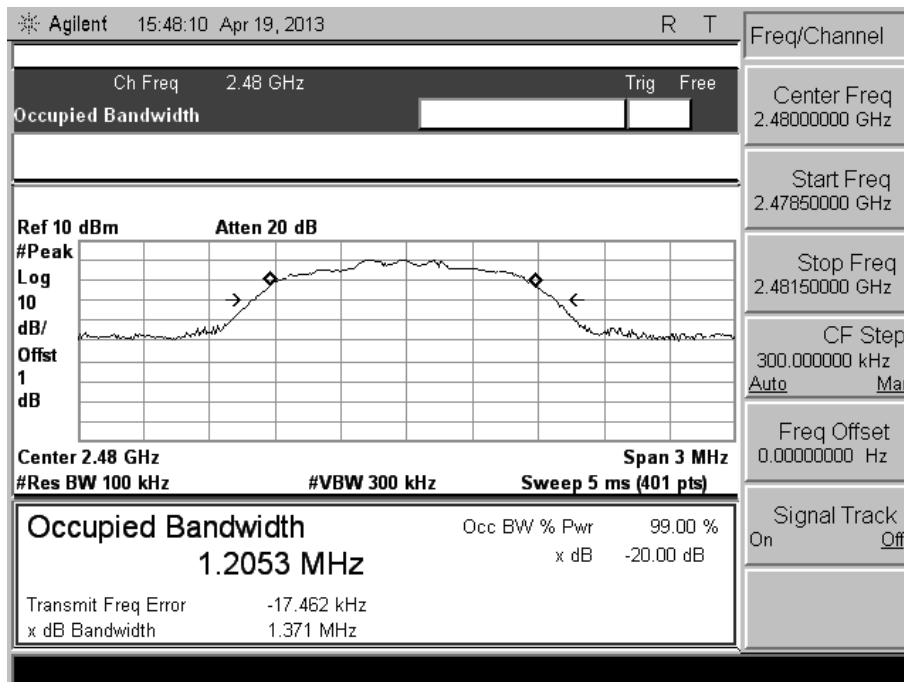 Agilent 15:48:10 Apr 19, 2013 R T
Freq/Channel
Ch Freq 2.48 GHz Trig Free
Occupied Bandwidth
Center Freq
2.48000000 GHz
Start Freq
2.47850000 GHz
Stop Freq
2.48150000 GHz
CF Step
300.000000 kHz
Auto Man
Freq Offset
0.00000000 Hz
Signal Track
On Off
Ref 10 dBm Atten 20 dB
#Peak
Log
10
dB/
Offst
1
dB
Center 2.48 GHz Span 3 MHz
#Res BW 100 kHz #VBW 300 kHz Sweep 5 ms (401 pts)
Occupied Bandwidth
1.2053 MHz
Occ BW % Pwr 99.00 %
x dB -20.00 dB
Transmit Freq Error -17.462 kHz
x dB Bandwidth 1.371 MHz